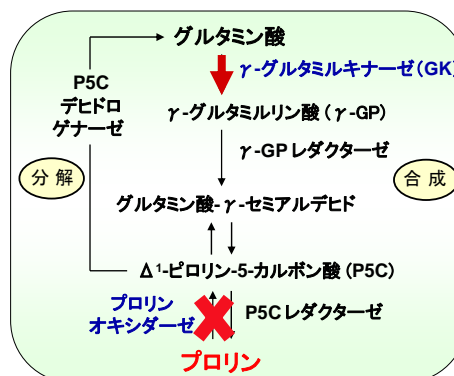 グルタミン酸
γ-グルタミルキナーゼ(GK)
P5C
デヒドロ
ゲナーゼ
γ-グルタミルリン酸(γ-GP)
γ-GPレダクターゼ
分解
合成
グルタミン酸-γ-セミアルデヒド
Δ¹-ピロリン-5-カルボン酸(P5C)
プロリン
オキシダーゼ
P5Cレダクターゼ
プロリン